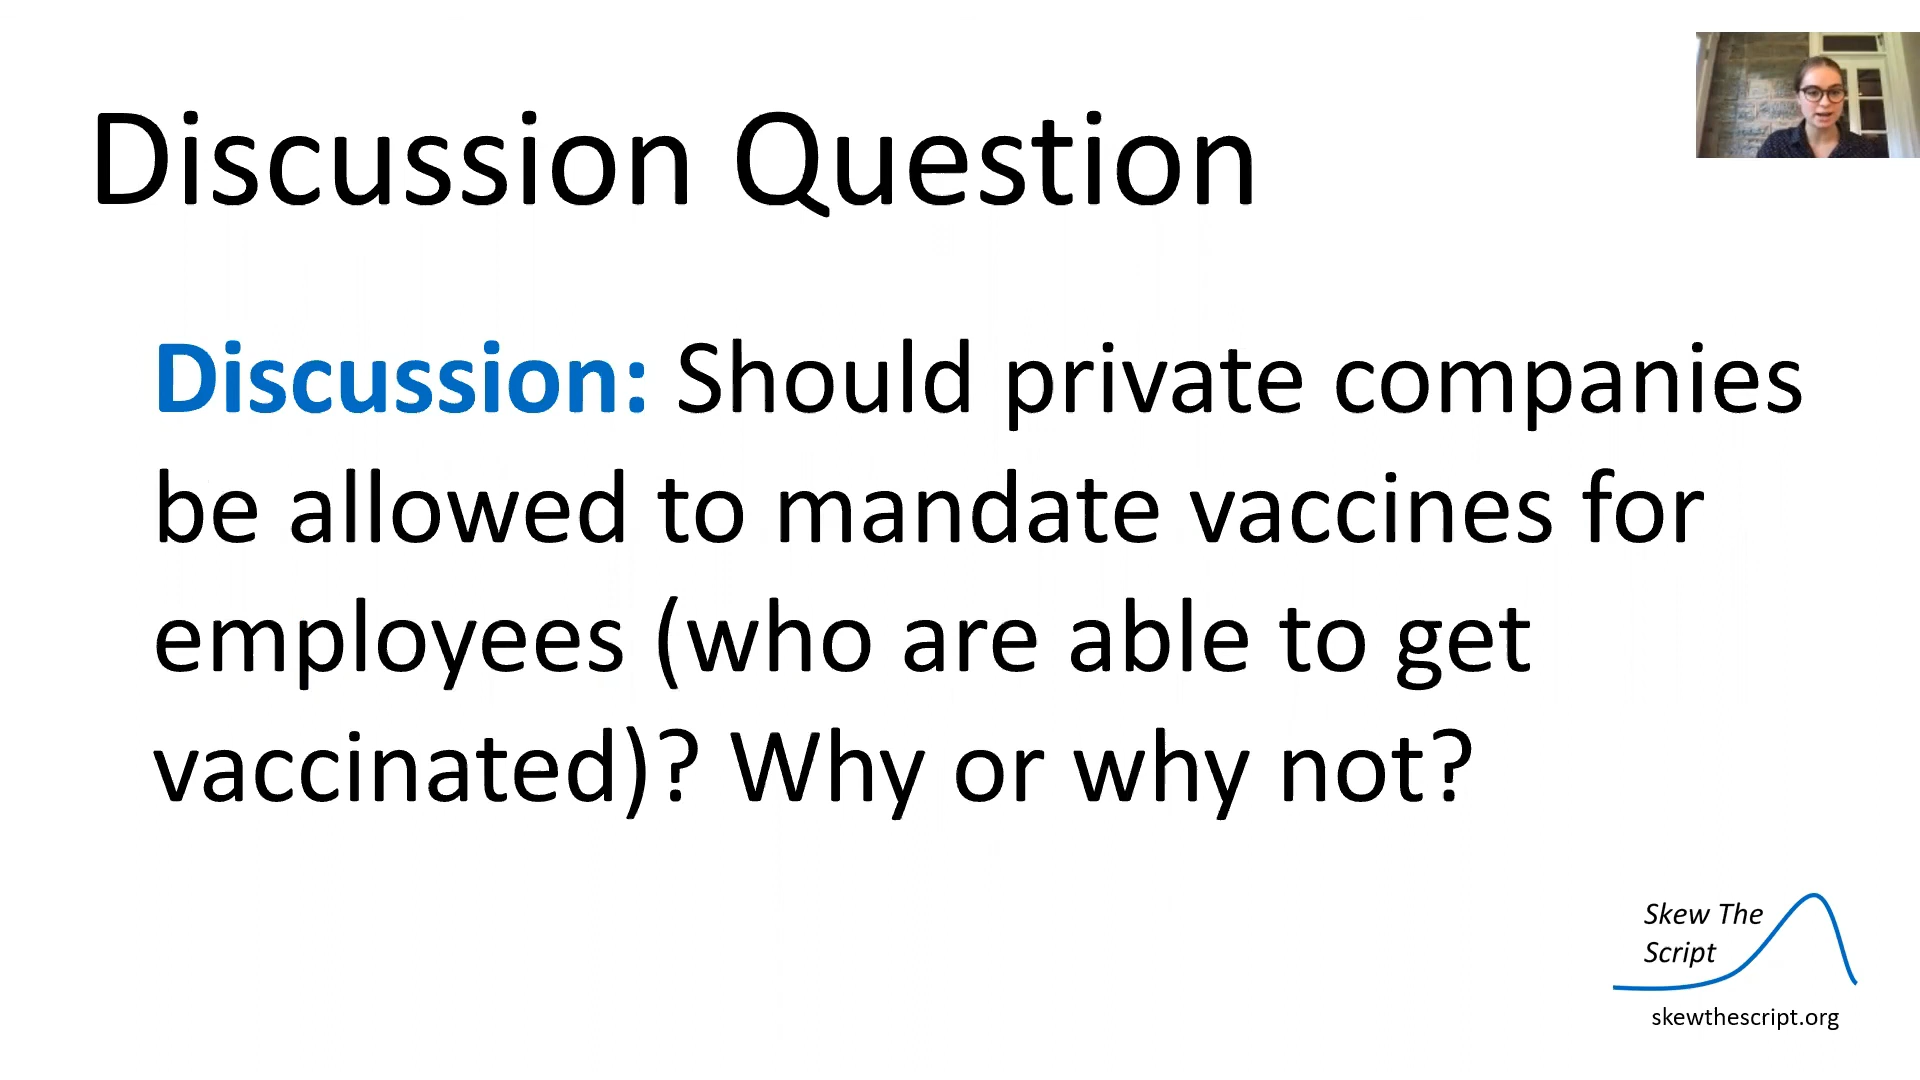 Discussion Question
Discussion: Should private companies
be allowed to mandate vaccines for
employees (who are able to get
vaccinated)? Why or why not?
Skew The
Script
skewthescript.org